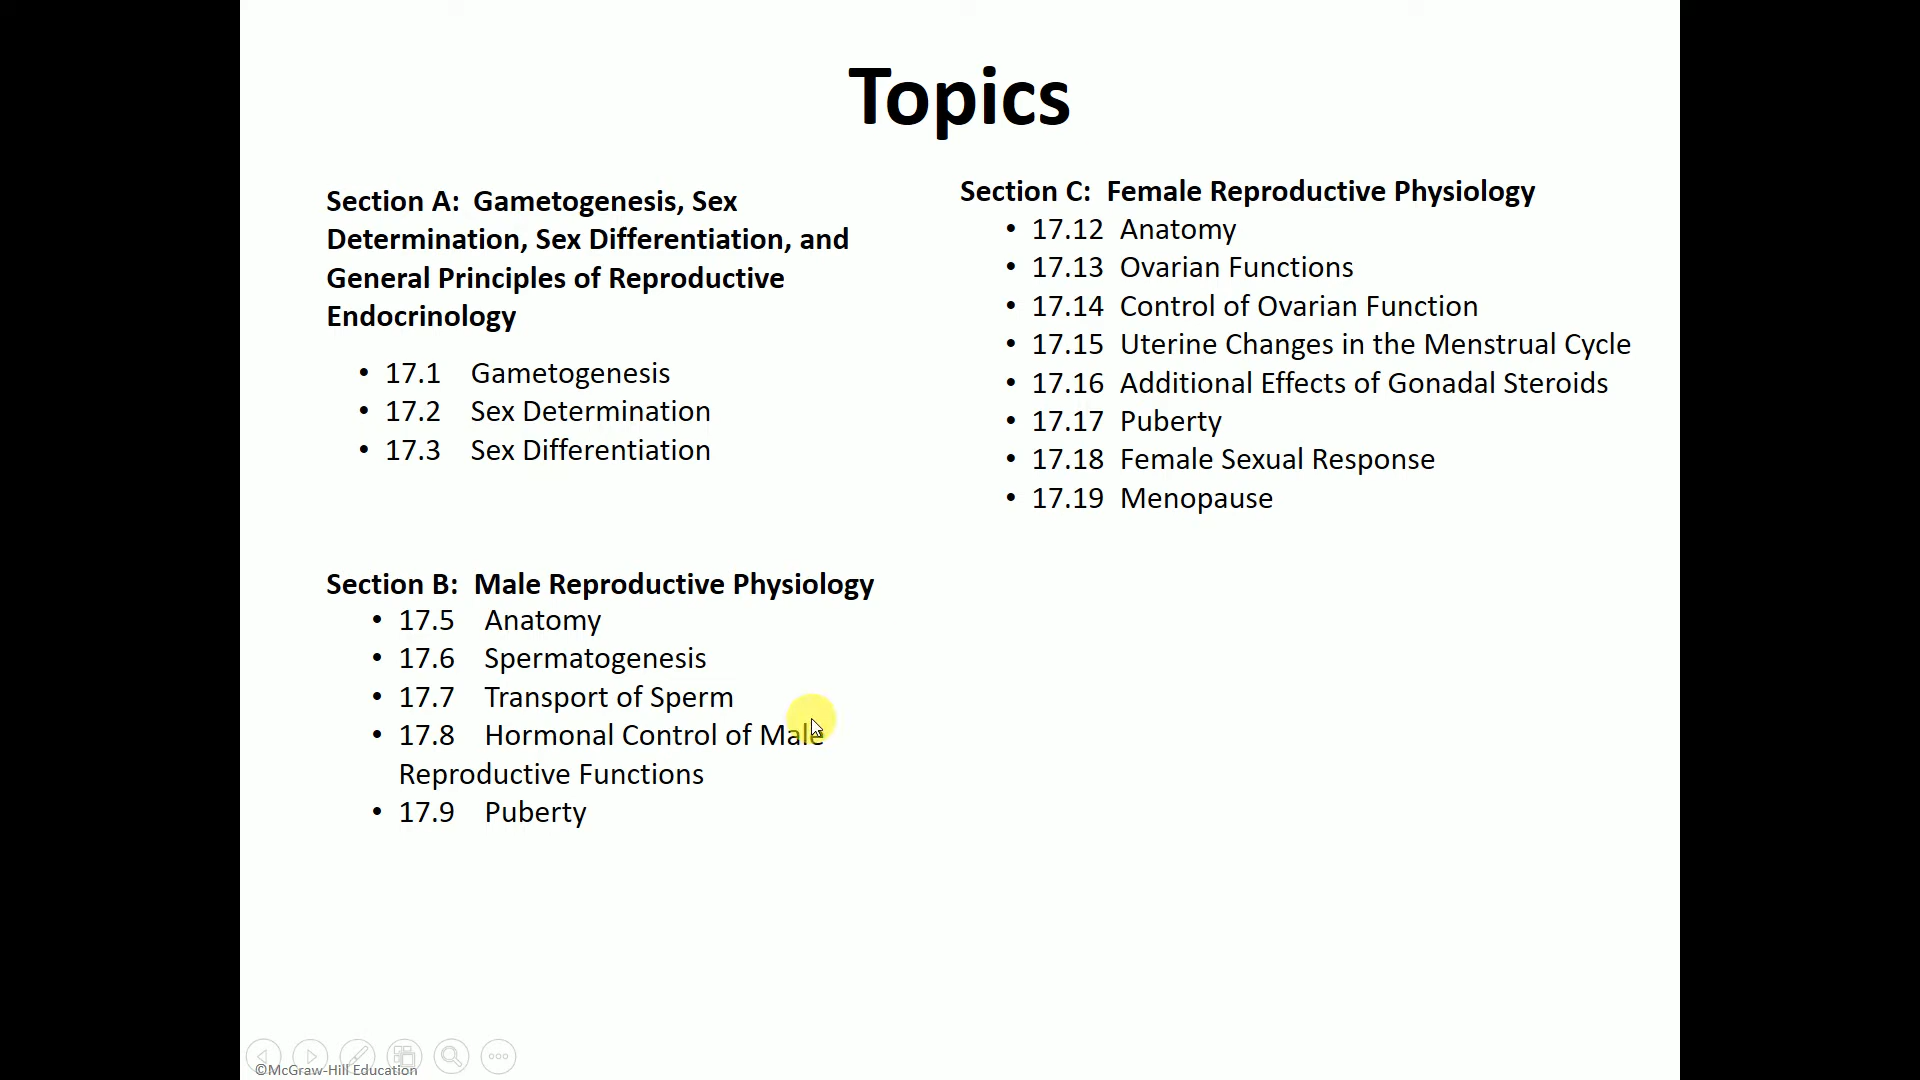 Topics
Section A: Gametogenesis, Sex
Determination, Sex Differentiation, and
General Principles of Reproductive
Endocrinology
• 17.1 Gametogenesis
• 17.2 Sex Determination
• 17.3 Sex Differentiation
Section B: Male Reproductive Physiology
• 17.5 Anatomy
• 17.6 Spermatogenesis
• 17.7 Transport of Sperm
• 17.8 Hormonal Control of Male
Reproductive Functions
• 17.9 Puberty
Section C: Female Reproductive Physiology
• 17.12 Anatomy
• 17.13 Ovarian Functions
• 17.14 Control of Ovarian Function
• 17.15 Uterine Changes in the Menstrual Cycle
• 17.16 Additional Effects of Gonadal Steroids
• 17.17 Puberty
• 17.18 Female Sexual Response
• 17.19 Menopause
©McGraw-Hill Education